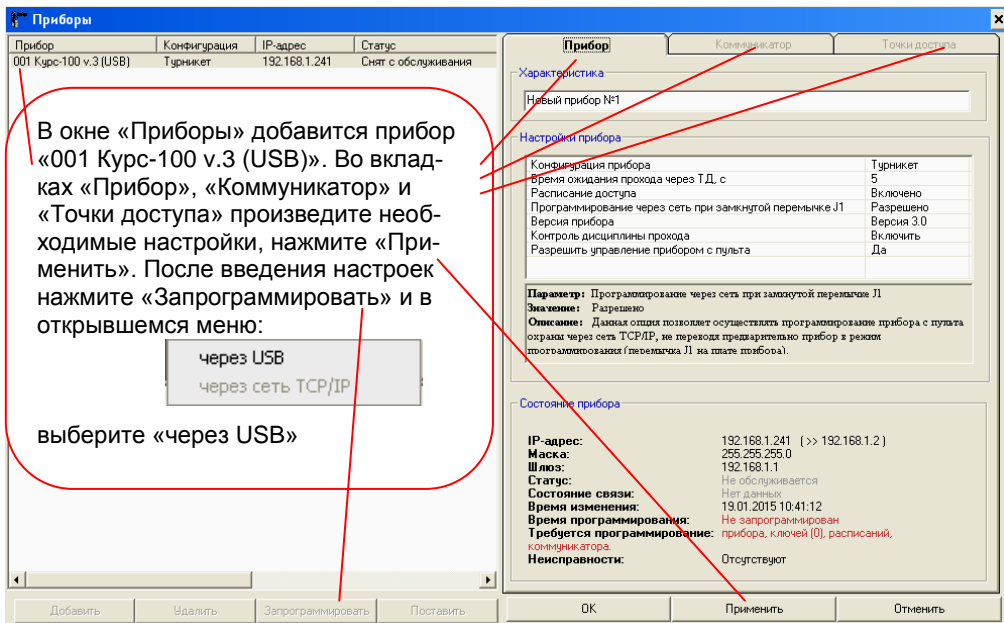 Приборы
Прибор Конфигурация IP-адрес Статус
001 Курс-100 v.3 (USB) Турникет 192.168.1.241 Снят с обслуживания
В окне «Приборы» добавится прибор
«001 Курс-100 v.3 (USB)». Во вклад-
ках «Прибор», «Коммуникатор» и
«Точки доступа» произведите необ-
ходимые настройки, нажмите «При-
менить». После введения настроек
нажмите «Запрограммировать» и в
открывшемся меню:
через USB
через сеть TCP/IP
выберите «через USB»
Добавить Удалить Запрограммировать Поставить
Прибор Коммуникатор Точки доступа
Характеристика
Новый прибор №1
Настройки прибора
Конфигурация прибора Турникет
Время ожидания прохода через Т.Д, с 5
Расписание доступа Включено
Программирование через сеть при замкнутой перемычке J1 Разрешено
Версия прибора Версия 3.0
Контроль дисциплины прохода Включить
Разрешить управление прибором с пульта Да
Параметр: Программирование через сеть при замкнутой перемычке J1
Значение: Разрешено
Описание: Данная опция позволяет осуществлять программирование прибора с пульта
охраны через сеть TCP/IP, не переводя предварительно прибор в режим
программирования (перемычка J1 на плате прибора).
Состояние прибора
IP-адрес: 192.168.1.241 ( >> 192.168.1.2 )
Маска: 255.255.255.0
Шлюз: 192.168.1.1
Статус: Не обслуживается
Состояние связи: Нет данных
Время изменения: 19.01.2015 10:41:12
Время программирования: Не запрограммирован
Требуется программирование: прибора, ключей (0), расписаний,
коммуникатора.
Неисправности: Отсутствуют
OK Применить Отменить